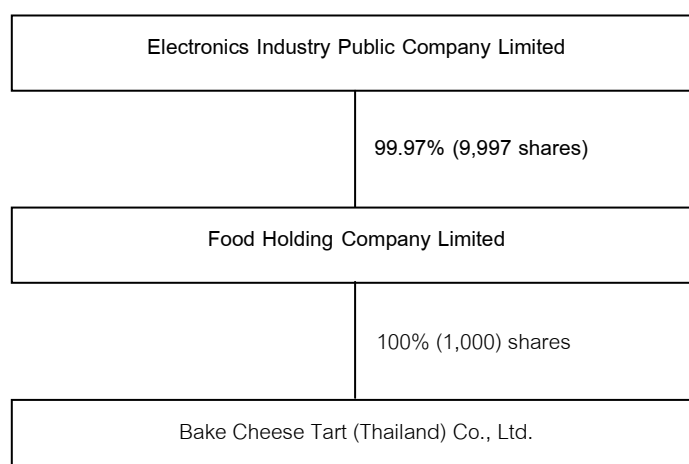 Electronics Industry Public Company Limited
99.97% (9,997 shares)
Food Holding Company Limited
100% (1,000) shares
Bake Cheese Tart (Thailand) Co., Ltd.